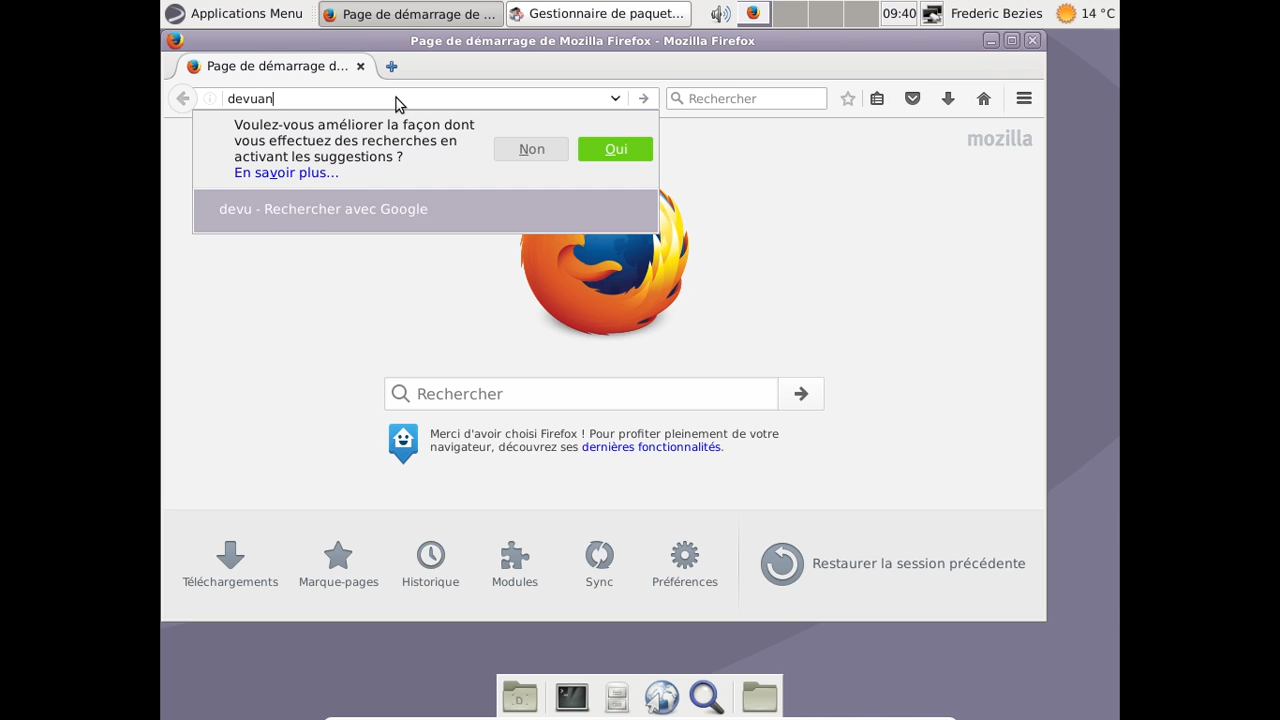 Applications Menu
Page de démarrage de ...
Gestionnaire de paquet...
09:40
Frederic Bezies
14 °C
Page de démarrage de Mozilla Firefox - Mozilla Firefox
Page de démarrage d...
devuan
Rechercher
Voulez-vous améliorer la façon dont
vous effectuez des recherches en
activant les suggestions ?
En savoir plus...
Non
Oui
mozilla
devu - Rechercher avec Google
Rechercher
Merci d'avoir choisi Firefox ! Pour profiter pleinement de votre
navigateur, découvrez ses dernières fonctionnalités.
Téléchargements
Marque-pages
Historique
Modules
Sync
Préférences
Restaurer la session précédente